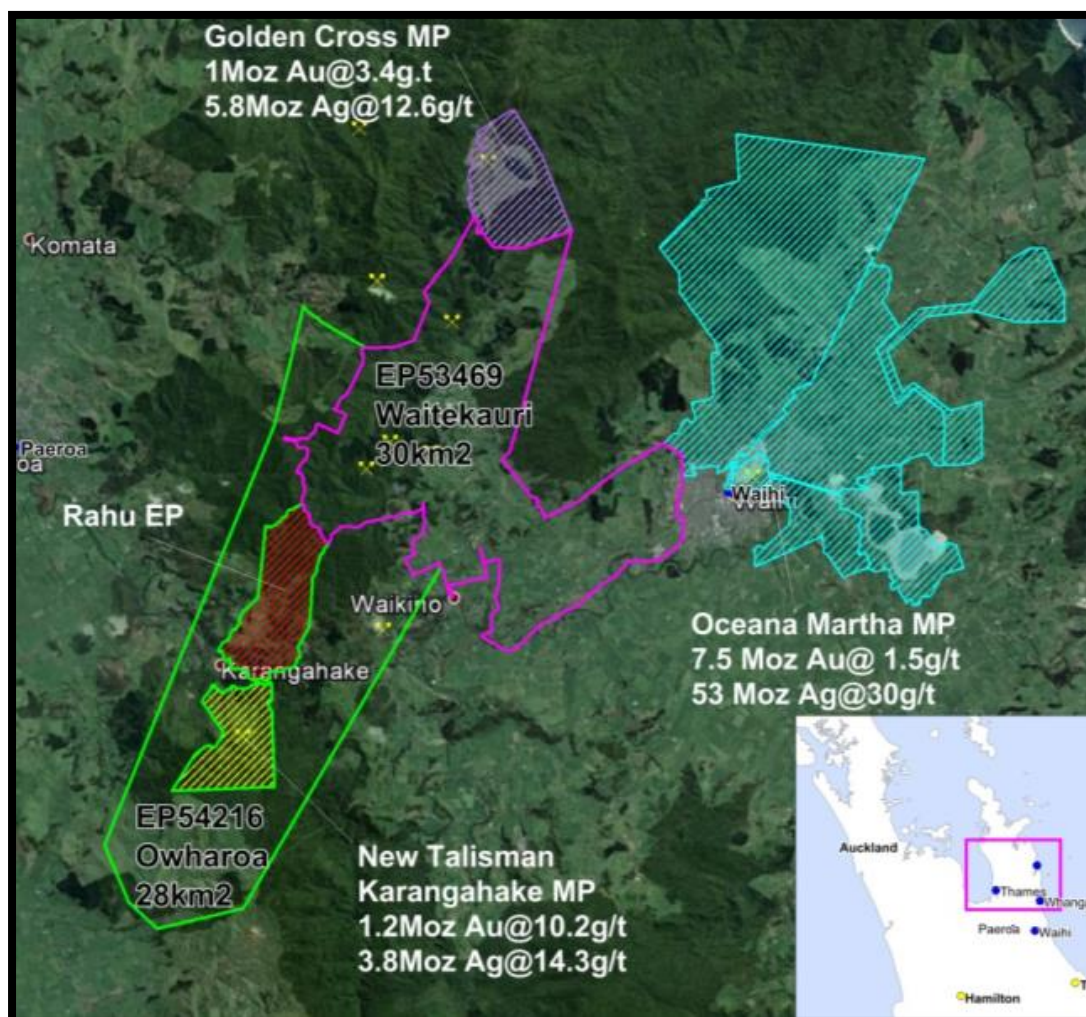 Golden Cross MP
1Moz Au@3.4g.t
5.8Moz Ag@12.6g/t
Komata
EP53469
Waitekauri
30km2
Paeroa
oa
Waihi
Waihi
Rahu EP
Waikino
Karangahake
Oceana Martha MP
7.5 Moz Au@ 1.5g/t
53 Moz Ag@30g/t
EP54216
Owharoa
28km2
New Talisman
Karangahake MP
1.2Moz Au@10.2g/t
3.8Moz Ag@14.3g/t
Auckland
Thames
Whanga
Paeroa
Waihi
T
Hamilton